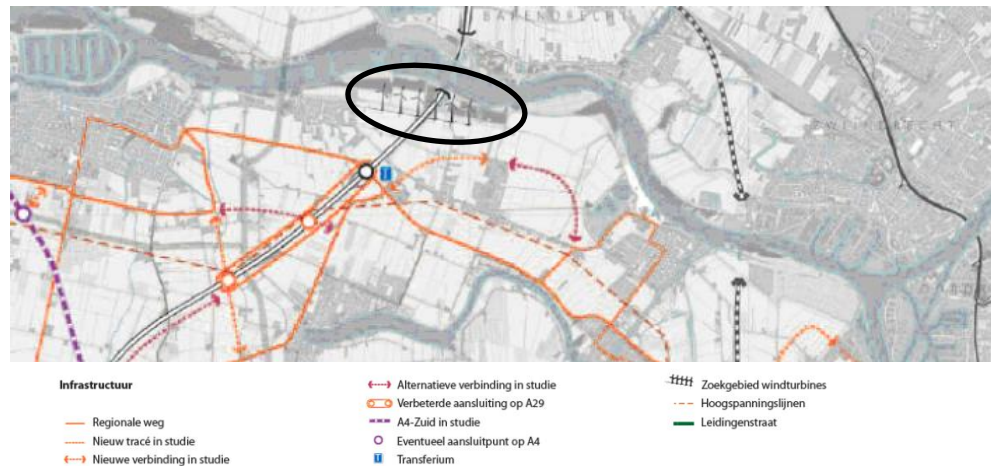 BARENDRECHT
ZWIJNDRECHT
T
Infrastructuur
Regionale weg
Nieuw tracé in studie
Nieuwe verbinding in studie
Alternatieve verbinding in studie
Verbeterde aansluiting op A29
A4-Zuid in studie
Eventueel aansluitpunt op A4
T Transferium
Zoekgebied windturbines
Hoogspanningslijnen
Leidingenstraat